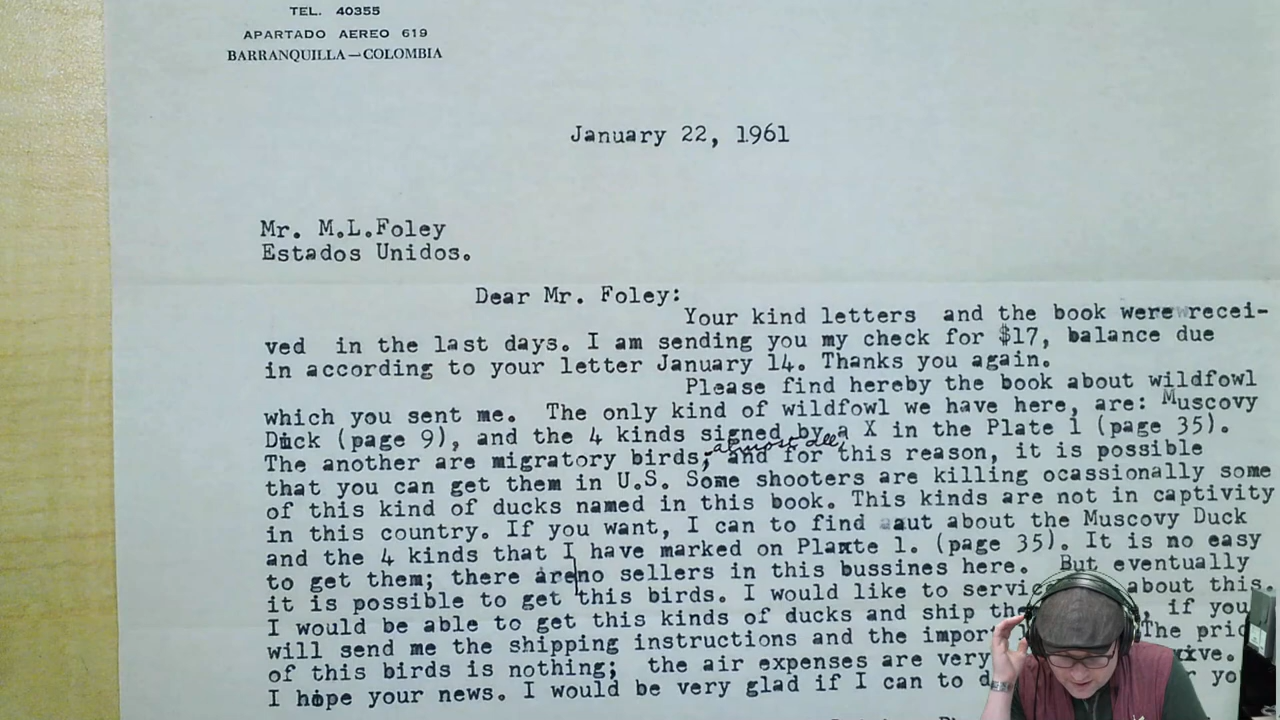 TEL. 40355
APARTADO AEREO 619
BARRANQUILLA—COLOMBIA
January 22, 1961
Mr. M.L.Foley
Estados Unidos.
Dear Mr. Foley:
Your kind letters and the book were recei-
ved in the last days. I am sending you my check for $17, balance due
in according to your letter January 14. Thanks you again.
Please find hereby the book about wildfowl
which you sent me. The only kind of wildfowl we have here, are: Muscovy
Duck (page 9), and the 4 kinds signed by a X in the Plate 1 (page 35).
almost all
The another are migratory birds, and for this reason, it is possible
that you can get them in U.S. Some shooters are killing ocassionally some
of this kind of ducks named in this book. This kinds are not in captivity
in this country. If you want, I can to find aut about the Muscovy Duck
and the 4 kinds that I have marked on Plaxte 1. (page 35). It is no easy
to get them; there are no sellers in this bussines here. But eventually
it is possible to get this birds. I would like to about this.
I would be able to get this kinds of ducks and ship if you
will send me the shipping instructions and the The
of this birds is nothing; the air expenses are very
I hope your news. I would be very glad if I can to